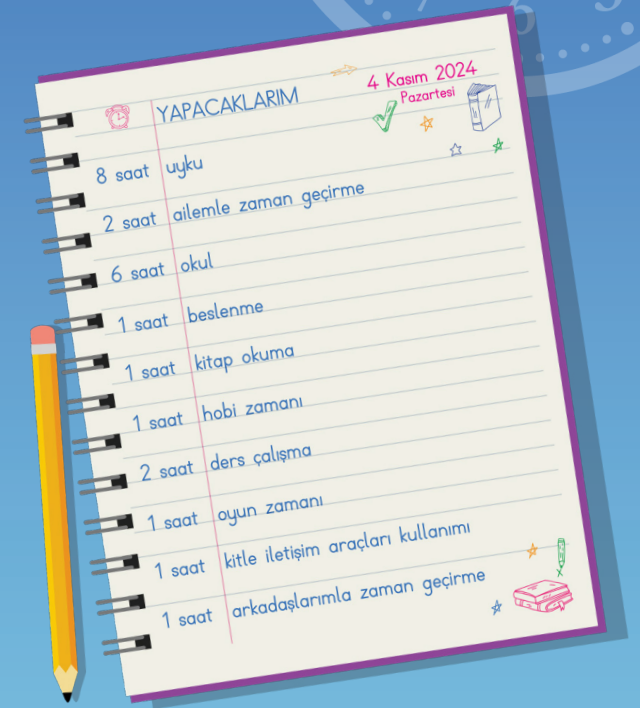 4 Kasım 2024
Pazartesi
YAPACAKLARIM
8 saat uyku
2 saat ailemle zaman geçirme
6 saat okul
1 saat beslenme
1 saat kitap okuma
1 saat hobi zamanı
2 saat ders çalışma
1 saat oyun zamanı
1 saat kitle iletişim araçları kullanımı
1 saat arkadaşlarımla zaman geçirme